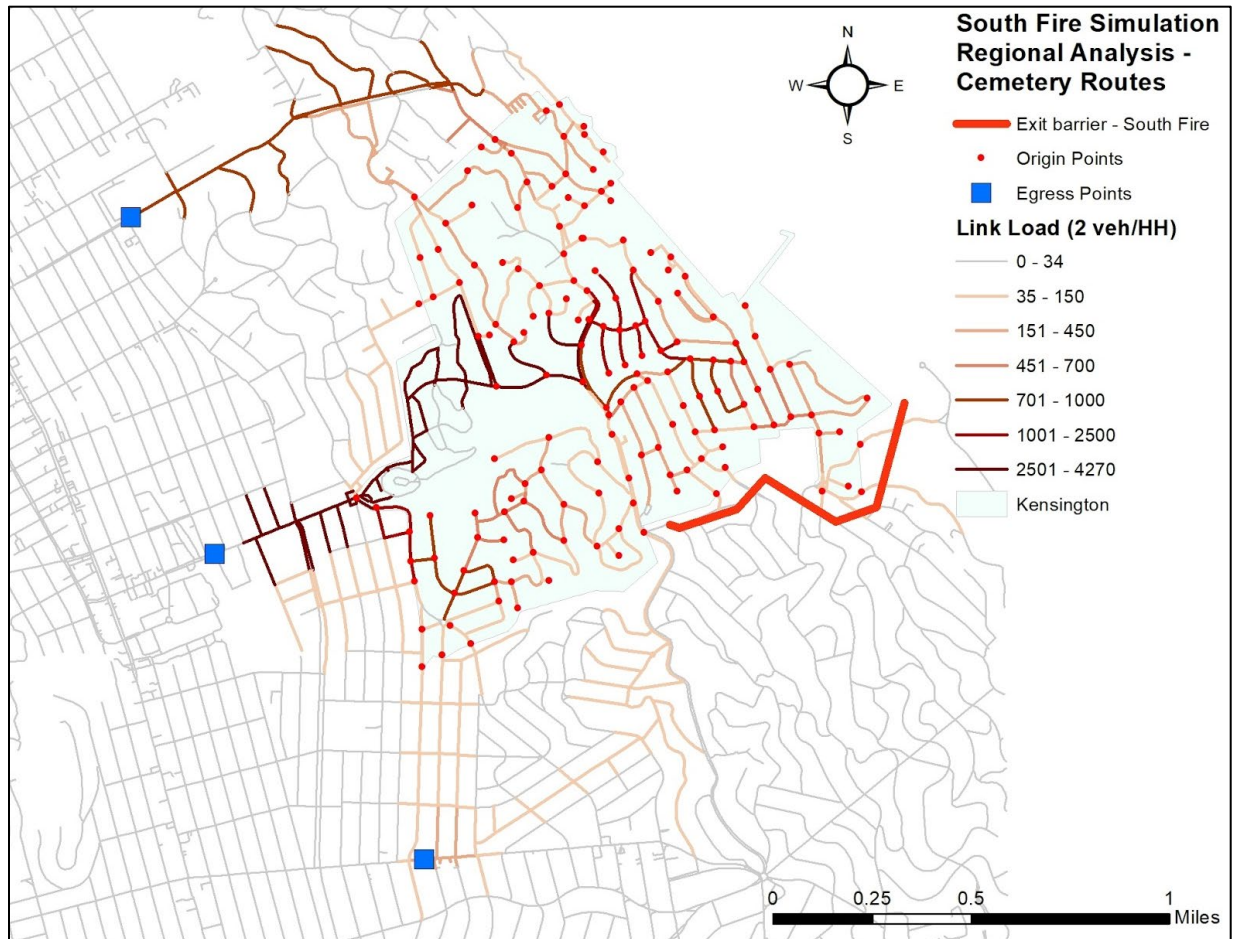 South Fire Simulation
Regional Analysis -
Cemetery Routes
N
W
E
S
Exit barrier - South Fire
Origin Points
Egress Points
Link Load (2 veh/HH)
0 - 34
35 - 150
151 - 450
451 - 700
701 - 1000
1001 - 2500
2501 - 4270
Kensington
0
0.25
0.5
1
Miles